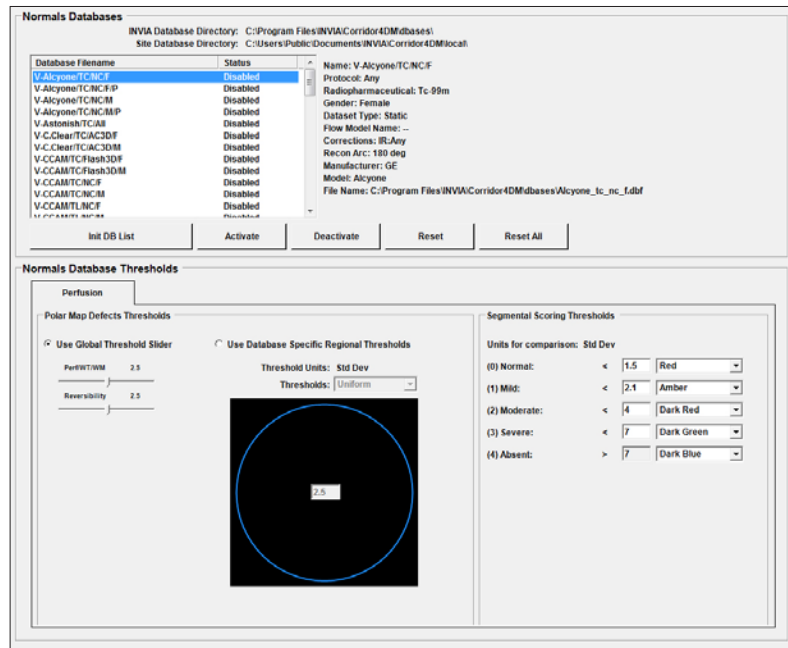 Normals Databases
INVIA Database Directory: C:\Program Files\INVIA\Corridor4DM\dbases\
Site Database Directory: C:\Users\Public\Documents\INVIA\Corridor4DM\local\
Database Filename Status
V-Alcyone/TC/NC/F Disabled
V-Alcyone/TC/NC/F/P Disabled
V-Alcyone/TC/NC/M Disabled
V-Alcyone/TC/NC/M/P Disabled
V-Astonish/TC/All Disabled
V-C.Clear/TC/AC3D/F Disabled
V-C.Clear/TC/AC3D/M Disabled
V-CCAM/TC/Flash3D/F Disabled
V-CCAM/TC/Flash3D/M Disabled
V-CCAM/TC/NC/F Disabled
V-CCAM/TC/NC/M Disabled
V-CCAM/TL/NC/F Disabled
V-CCAM/TL/NC/M Disabled
Name: V-Alcyone/TC/NC/F
Protocol: Any
Radiopharmaceutical: Tc-99m
Gender: Female
Dataset Type: Static
Flow Model Name: --
Corrections: IR:Any
Recon Arc: 180 deg
Manufacturer: GE
Model: Alcyone
File Name: C:\Program Files\INVIA\Corridor4DM\dbases\Alcyone_tc_nc_f.dbf
Init DB List Activate Deactivate Reset Reset All
Normals Database Thresholds
Perfusion
Polar Map Defects Thresholds
Use Global Threshold Slider Use Database Specific Regional Thresholds
Perf/WT/WM 2.5
Reversibility 2.5
Threshold Units: Std Dev
Thresholds: Uniform
2.5
Segmental Scoring Thresholds
Units for comparison: Std Dev
(0) Normal: < 1.5 Red
(1) Mild: < 2.1 Amber
(2) Moderate: < 4 Dark Red
(3) Severe: < 7 Dark Green
(4) Absent: > 7 Dark Blue